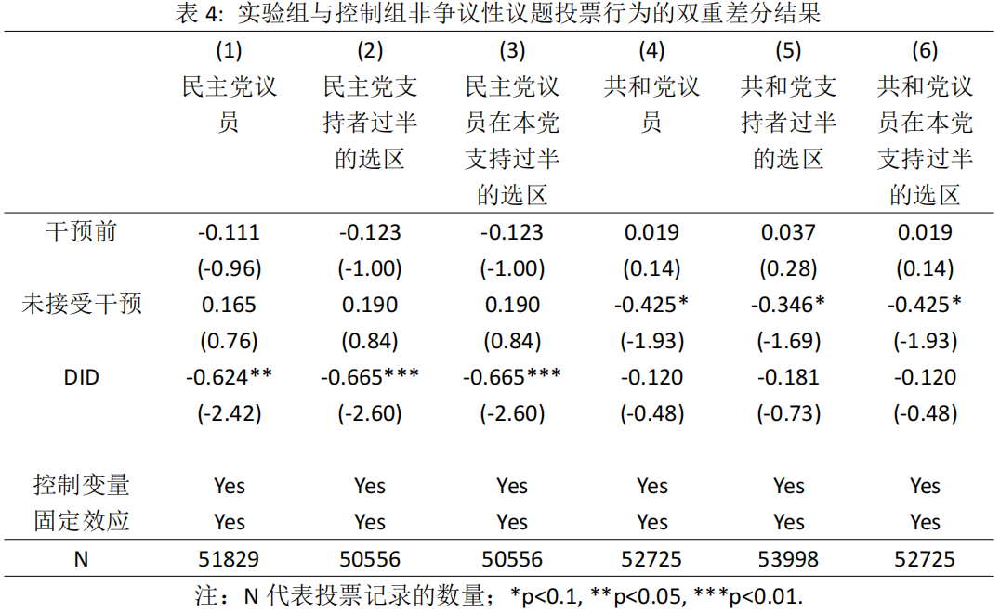 表 4: 实验组与控制组非争议性议题投票行为的双重差分结果
(1) (2) (3) (4) (5) (6)
民主党议 民主党支 民主党议 共和党议 共和党支 共和党议
员 持者过半 员在本党 员 持者过半 员在本党
的选区 支持过半 的选区 支持过半
的选区 的选区
干预前 -0.111 -0.123 -0.123 0.019 0.037 0.019
(-0.96) (-1.00) (-1.00) (0.14) (0.28) (0.14)
未接受干预 0.165 0.190 0.190 -0.425* -0.346* -0.425*
(0.76) (0.84) (0.84) (-1.93) (-1.69) (-1.93)
DID -0.624** -0.665*** -0.665*** -0.120 -0.181 -0.120
(-2.42) (-2.60) (-2.60) (-0.48) (-0.73) (-0.48)
控制变量 Yes Yes Yes Yes Yes Yes
固定效应 Yes Yes Yes Yes Yes Yes
N 51829 50556 50556 52725 53998 52725
注：N 代表投票记录的数量；*p<0.1, **p<0.05, ***p<0.01.